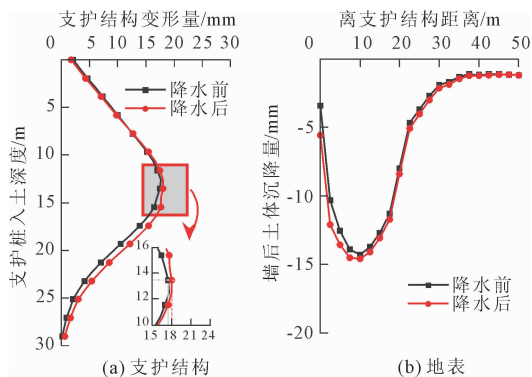 支护结构变形量/mm
0 5 10 15 20 25 30
支护桩入土深度/m
5
10
15
20
25
30
降水前
降水后
16
14
12
10
15 18 21 24
(a) 支护结构
离支护结构距离/m
0 10 20 30 40 50
墙后土体沉降量/mm
-5
-10
-15
-20
降水前
降水后
(b) 地表